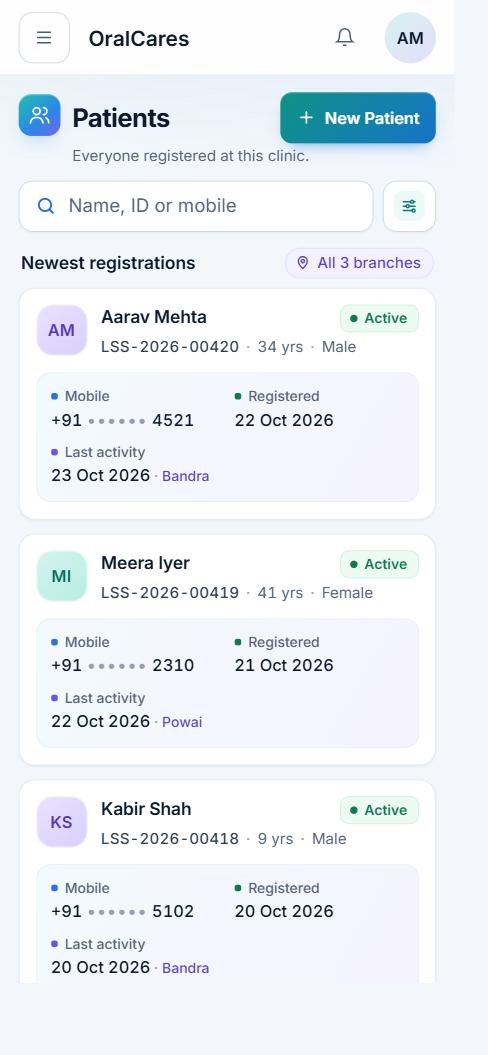 OralCares
AM
Patients
+ New Patient
Everyone registered at this clinic.
Name, ID or mobile
Newest registrations
All 3 branches
AM
Aarav Mehta
Active
LSS-2026-00420 · 34 yrs · Male
Mobile
Registered
+91 •••••• 4521
22 Oct 2026
Last activity
23 Oct 2026 · Bandra
MI
Meera Iyer
Active
LSS-2026-00419 · 41 yrs · Female
Mobile
Registered
+91 •••••• 2310
21 Oct 2026
Last activity
22 Oct 2026 · Powai
KS
Kabir Shah
Active
LSS-2026-00418 · 9 yrs · Male
Mobile
Registered
+91 •••••• 5102
20 Oct 2026
Last activity
20 Oct 2026 · Bandra